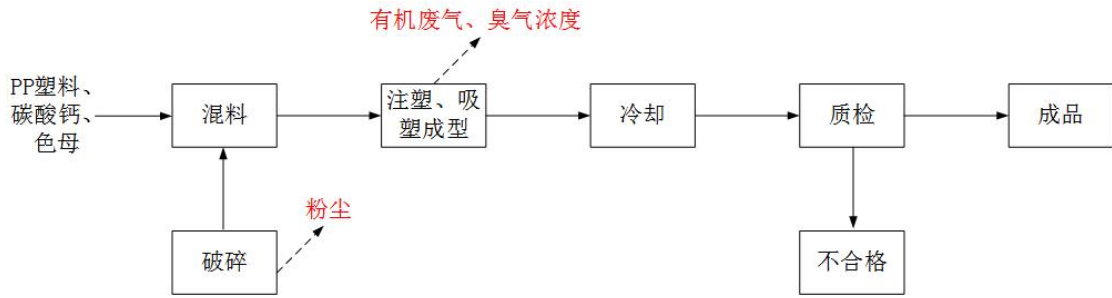 有机废气、臭气浓度
PP塑料、
碳酸钙、
色母
混料
注塑、吸
塑成型
冷却
质检
成品
粉尘
破碎
不合格